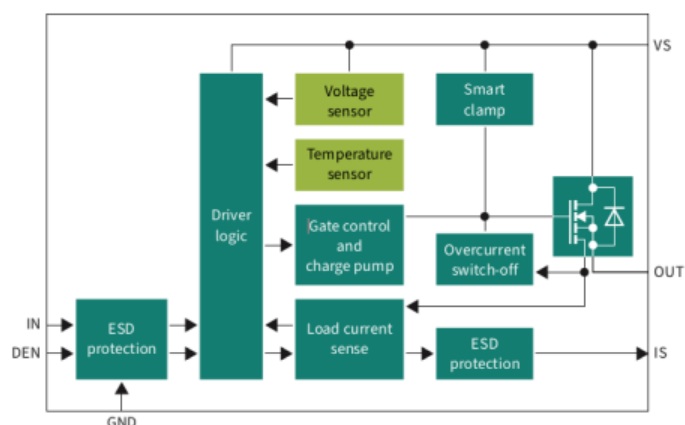 VS
Voltage
sensor
Smart
clamp
Temperature
sensor
Driver
logic
Gate control
and
charge pump
Overcurrent
switch-off
OUT
IN
DEN
ESD
protection
Load current
sense
ESD
protection
IS
GND